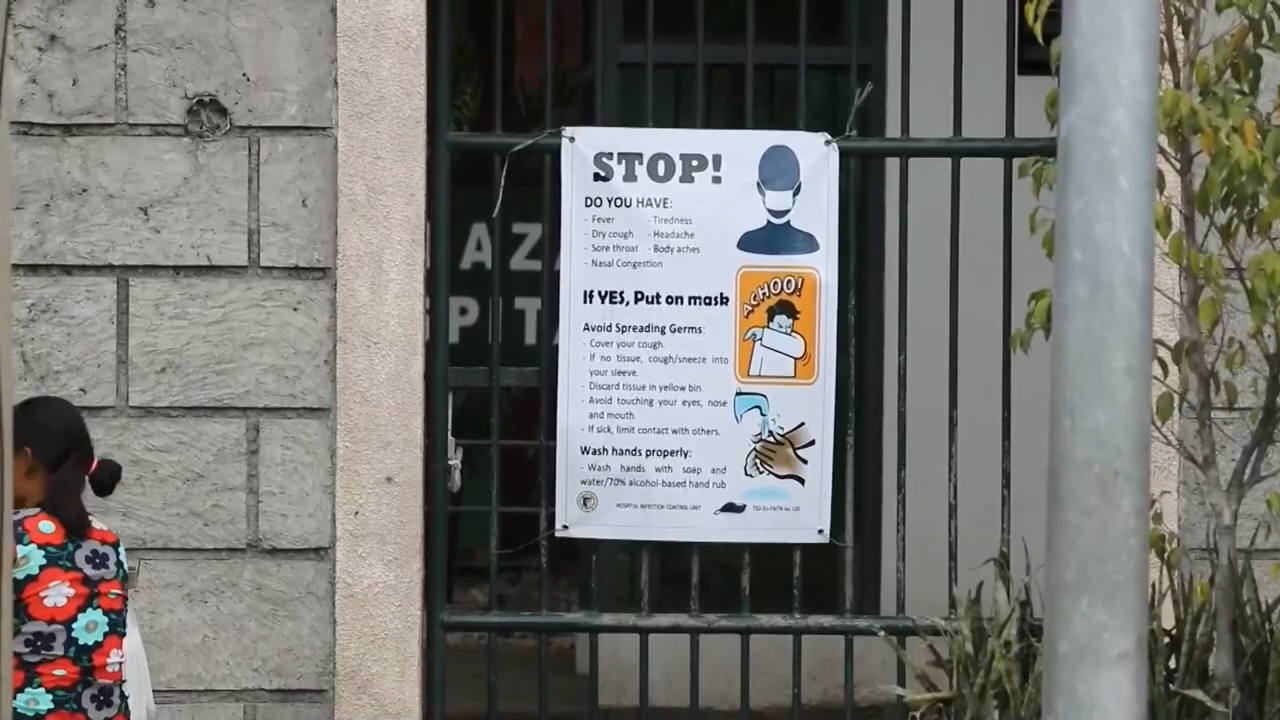 STOP!
DO YOU HAVE:
- Fever - Tiredness
- Dry cough - Headache
- Sore throat - Body aches
- Nasal Congestion
If YES, Put on mask
ACHOO!
Avoid Spreading Germs:
- Cover your cough.
- If no tissue, cough/sneeze into
your sleeve.
- Discard tissue in yellow bin.
- Avoid touching your eyes, nose
and mouth.
- If sick, limit contact with others.
Wash hands properly:
- Wash hands with soap and
water/70% alcohol-based hand rub
HOSPITAL INFECTION CONTROL UNIT
AZ
PIT